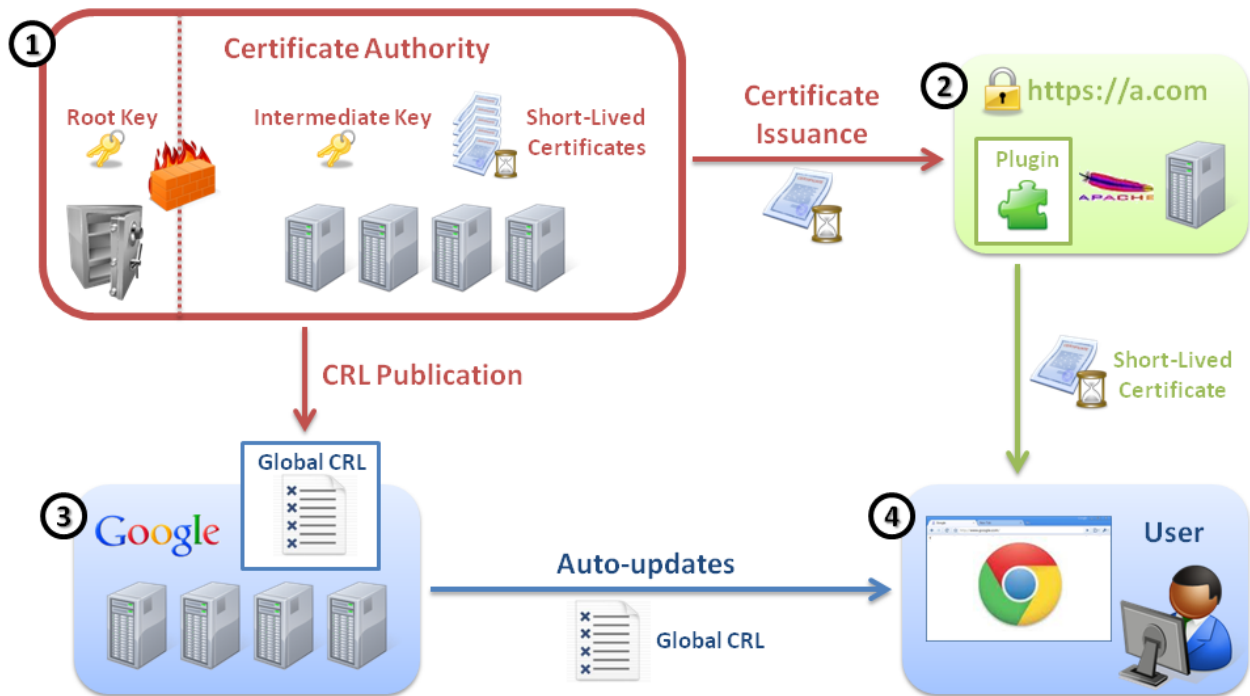 1
Certificate Authority
Root Key
Intermediate Key
Short-Lived
Certificates
Certificate
Issuance
2
https://a.com
Plugin
APACHE
Short-Lived
Certificate
CRL Publication
3
Google
Global CRL
Auto-updates
Global CRL
4
User